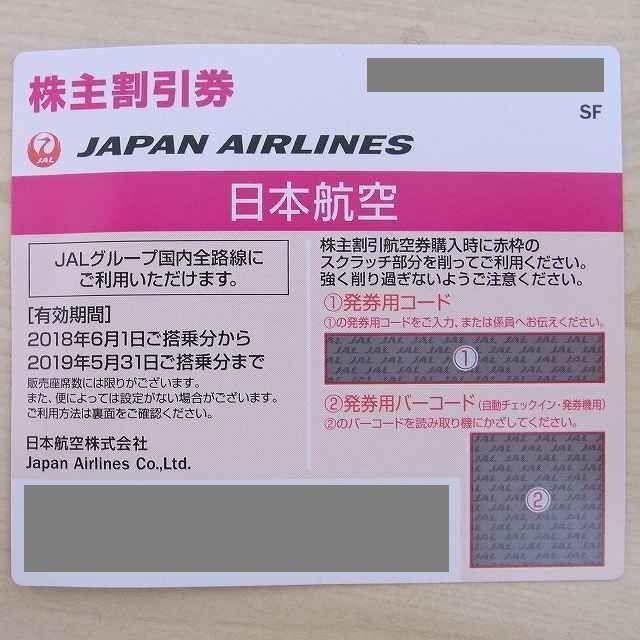 株主割引券
SF
JAL
JAPAN AIRLINES
日本航空
JALグループ国内全路線に
ご利用いただけます。
[有効期間]
2018年6月1日ご搭乗分から
2019年5月31日ご搭乗分まで
販売座席数には限りがございます。
また、便によっては設定がない場合がございます。
ご利用方法は裏面をご確認ください。
日本航空株式会社
Japan Airlines Co.,Ltd.
株主割引航空券購入時に赤枠の
スクラッチ部分を削ってご利用ください。
強く削り過ぎないようご注意ください。
①発券用コード
①の発券用コードをご入力、または係員へお伝えください。
①
②発券用バーコード(自動チェックイン・発券機用)
②のバーコードを読み取り機にかざしてください。
②